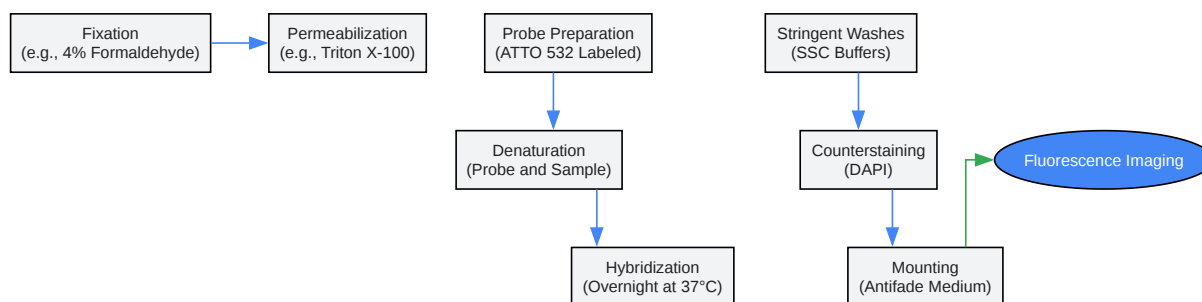 Fixation
(e.g., 4% Formaldehyde)
Permeabilization
(e.g., Triton X-100)
Probe Preparation
(ATTO 532 Labeled)
Denaturation
(Probe and Sample)
Hybridization
(Overnight at 37°C)
Stringent Washes
(SSC Buffers)
Counterstaining
(DAPI)
Mounting
(Antifade Medium)
Fluorescence Imaging